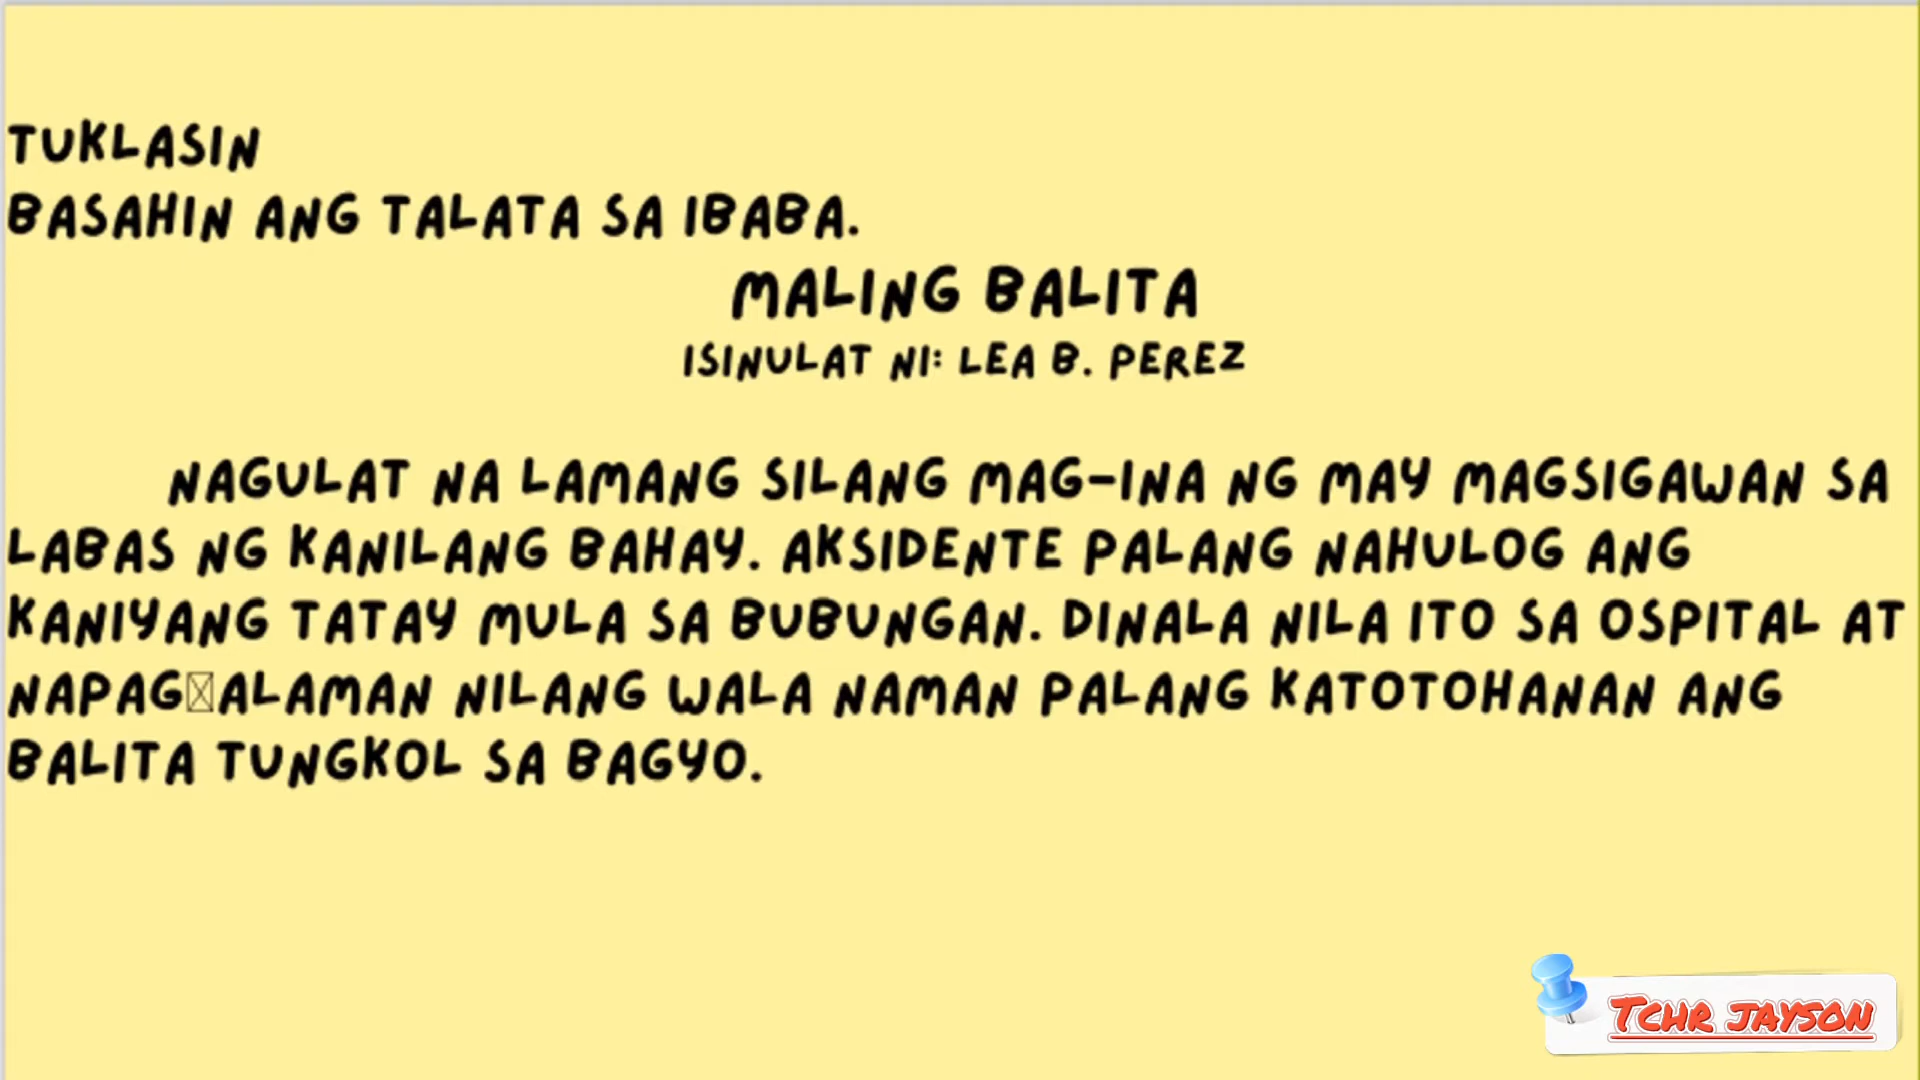 TUKLASIN
BASAHIN ANG TALATA SA IBABA.
MALING BALITA
ISINULAT NI: LEA B. PEREZ
NAGULAT NA LAMANG SILANG MAG-INA NG MAY MAGSIGAWAN SA
LABAS NG KANILANG BAHAY. AKSIDENTE PALANG NAHULOG ANG
KANIYANG TATAY MULA SA BUBUNGAN. DINALA NILA ITO SA OSPITAL AT
NAPAG☒ALAMAN NILANG WALA NAMAN PALANG KATOTOHANAN ANG
BALITA TUNGKOL SA BAGYO.
TCHR JAYSON